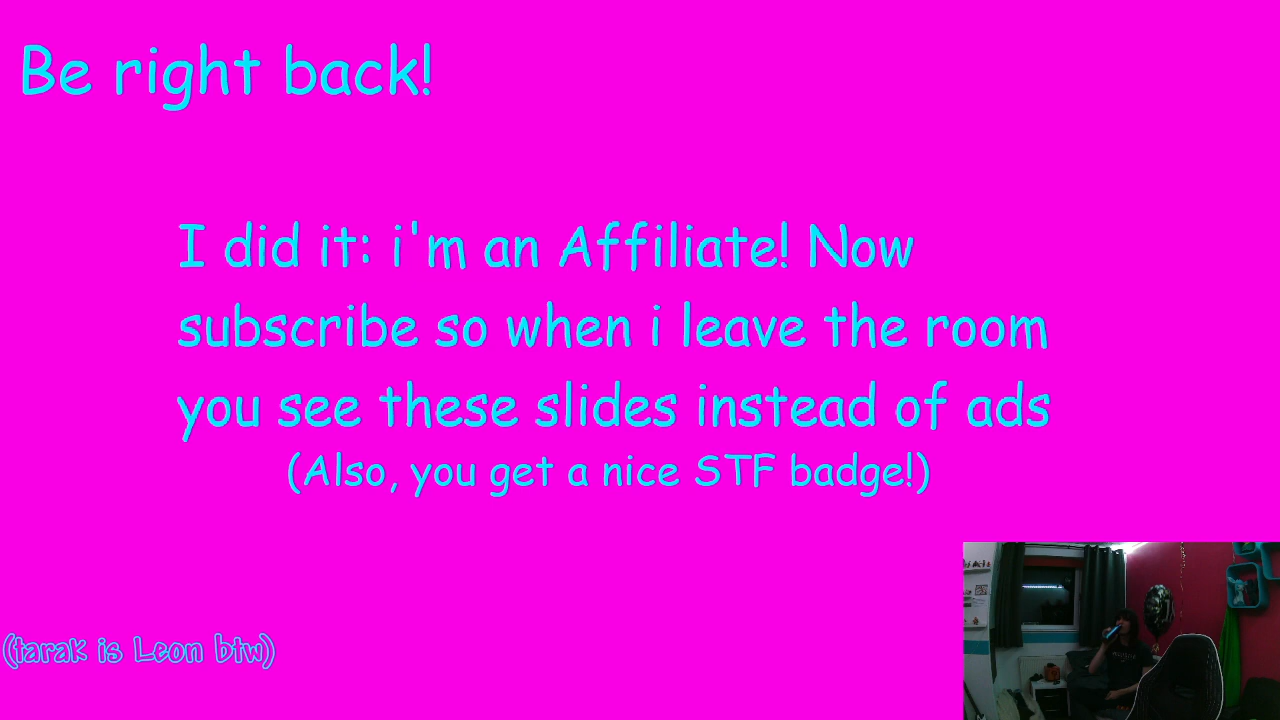 Be right back!
I did it: i'm an Affiliate! Now
subscribe so when i leave the room
you see these slides instead of ads
(Also, you get a nice STF badge!)
(tarak is Leon btw)